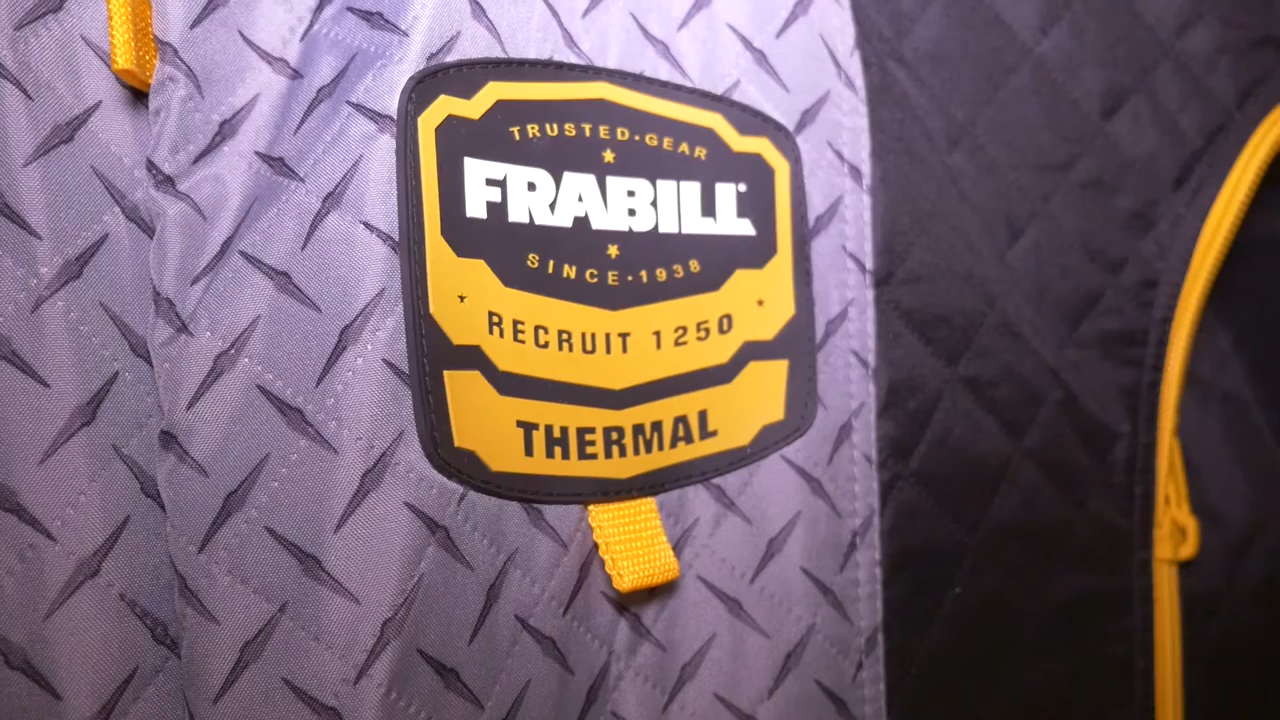 TRUSTED·GEAR
FRABILL®
SINCE·1938
RECRUIT 1250
THERMAL